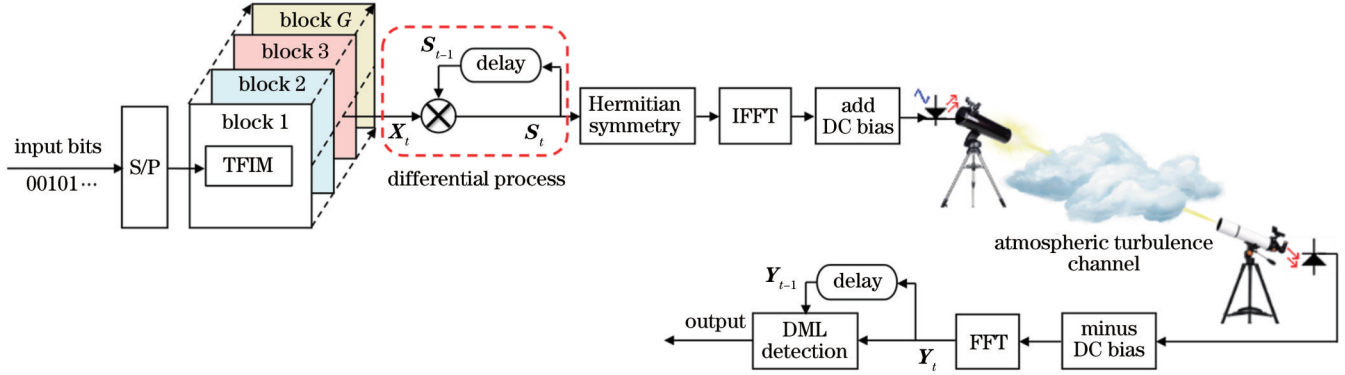 block G
block 3
block 2
block 1
TFIM
input bits
00101···
S/P
X_t
S_{t-1}
delay
S_t
differential process
Hermitian
symmetry
IFFT
add
DC bias
atmospheric turbulence
channel
minus
DC bias
FFT
Y_t
Y_{t-1}
delay
DML
detection
output